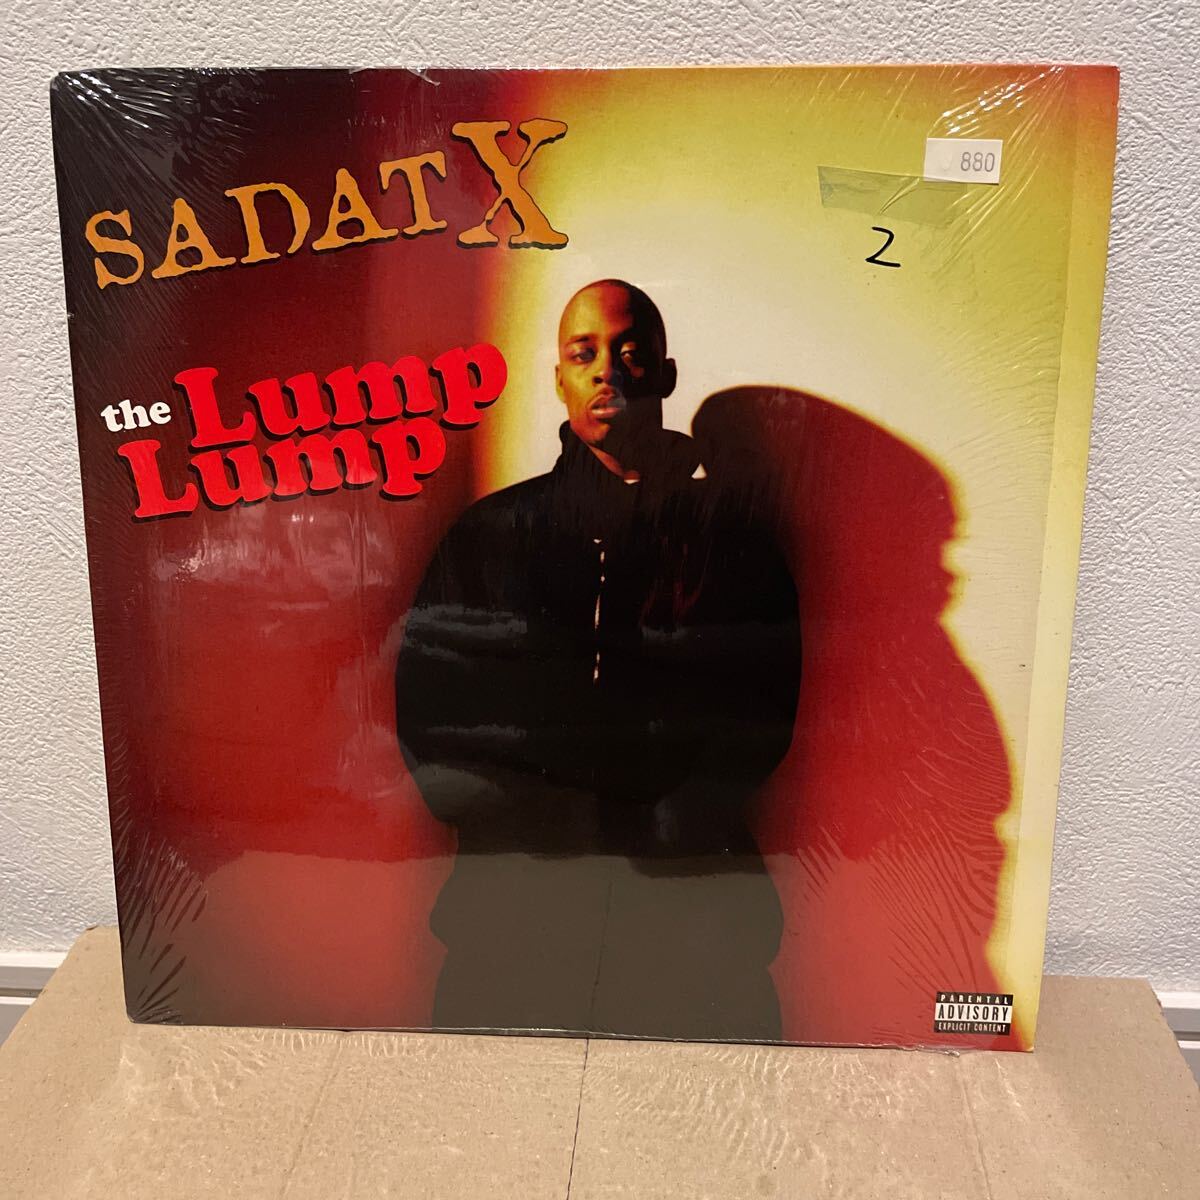 SADAT X
the Lump
Lump
880
2
PARENTAL
ADVISORY
EXPLICIT CONTENT